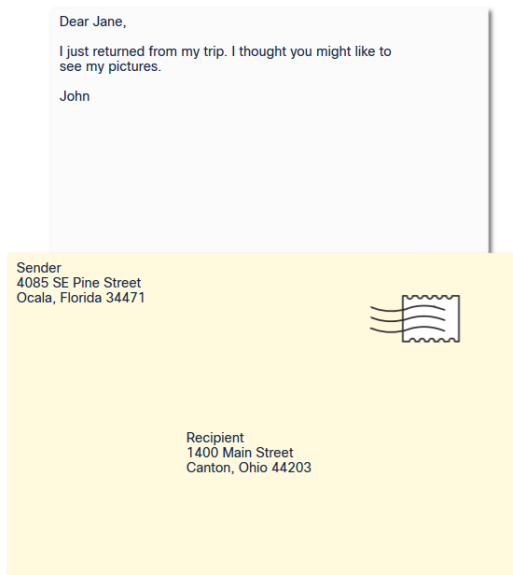 Dear Jane,
I just returned from my trip. I thought you might like to
see my pictures.
John
Sender
4085 SE Pine Street
Ocala, Florida 34471
Recipient
1400 Main Street
Canton, Ohio 44203